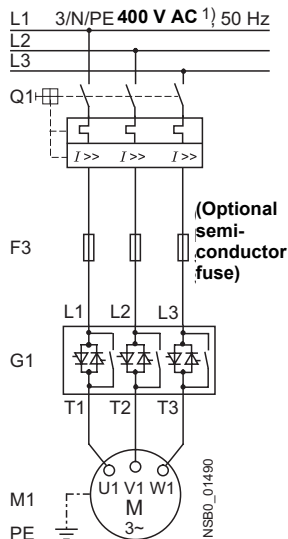 L1 3/N/PE 400 V AC 1), 50 Hz
L2
L3
Q1
I >> I >> I >>
F3
(Optional
semi-
conductor
fuse)
L1 L2 L3
G1
T1 T2 T3
U1 V1 W1
M1
M
3~
PE
NSB0_01490